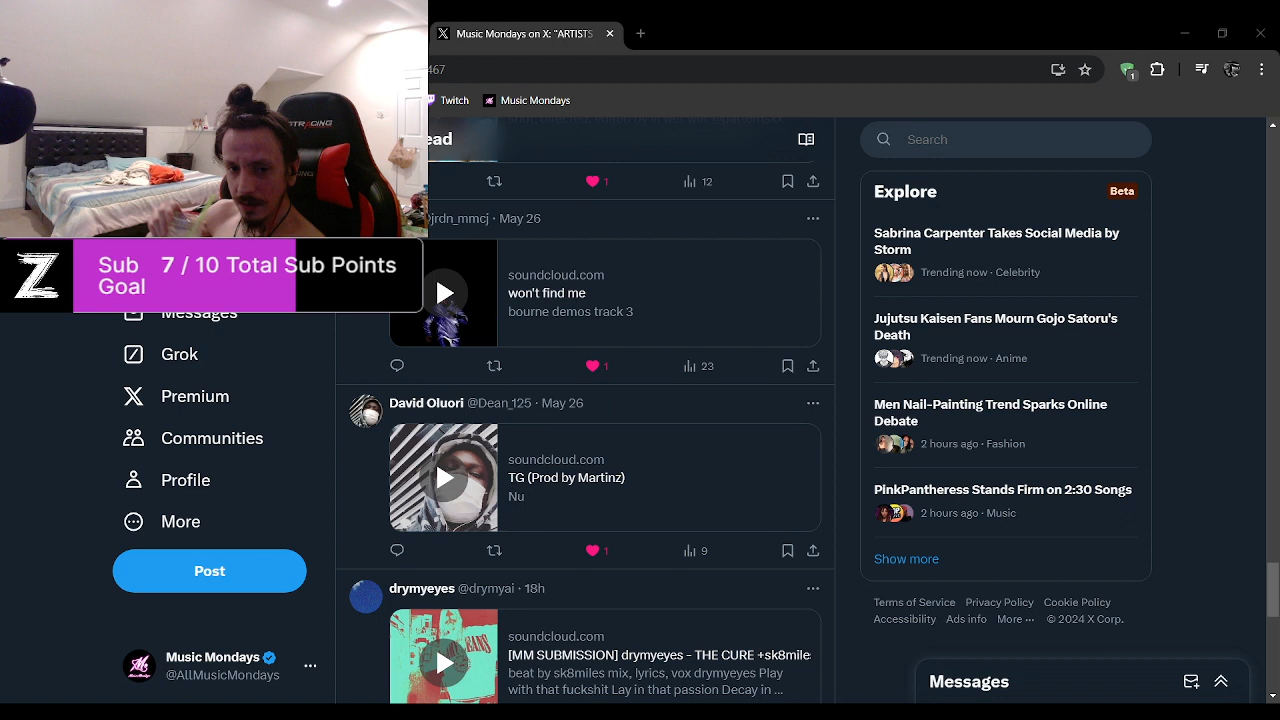 Music Mondays on X: "ARTISTS
467
Twitch
Music Mondays
GTRACING
Sub Goal
7 / 10 Total Sub Points
Z
ead
12
jrdn_mmcj · May 26
soundcloud.com
won't find me
bourne demos track 3
1
23
David Oluori @Dean_125 · May 26
soundcloud.com
TG (Prod by Martinz)
Nu
1
9
drymyeyes @drymyai · 18h
soundcloud.com
[MM SUBMISSION] drymyeyes - THE CURE +sk8mile
beat by sk8miles mix, lyrics, vox drymyeyes Play
with that fuckshit Lay in that passion Decay in ...
Messages
Grok
Premium
Communities
Profile
More
Post
Music Mondays
@AllMusicMondays
Search
Explore
Beta
Sabrina Carpenter Takes Social Media by
Storm
Trending now · Celebrity
Jujutsu Kaisen Fans Mourn Gojo Satoru's
Death
Trending now · Anime
Men Nail-Painting Trend Sparks Online
Debate
2 hours ago · Fashion
PinkPantheress Stands Firm on 2:30 Songs
2 hours ago · Music
Show more
Terms of Service Privacy Policy Cookie Policy
Accessibility Ads info More ··· © 2024 X Corp.
Messages